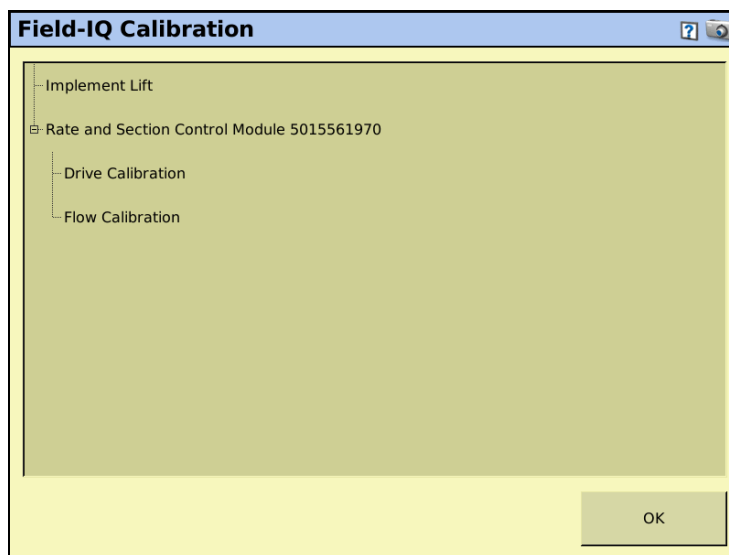 Field-IQ Calibration
?
Implement Lift
Rate and Section Control Module 5015561970
Drive Calibration
Flow Calibration
OK